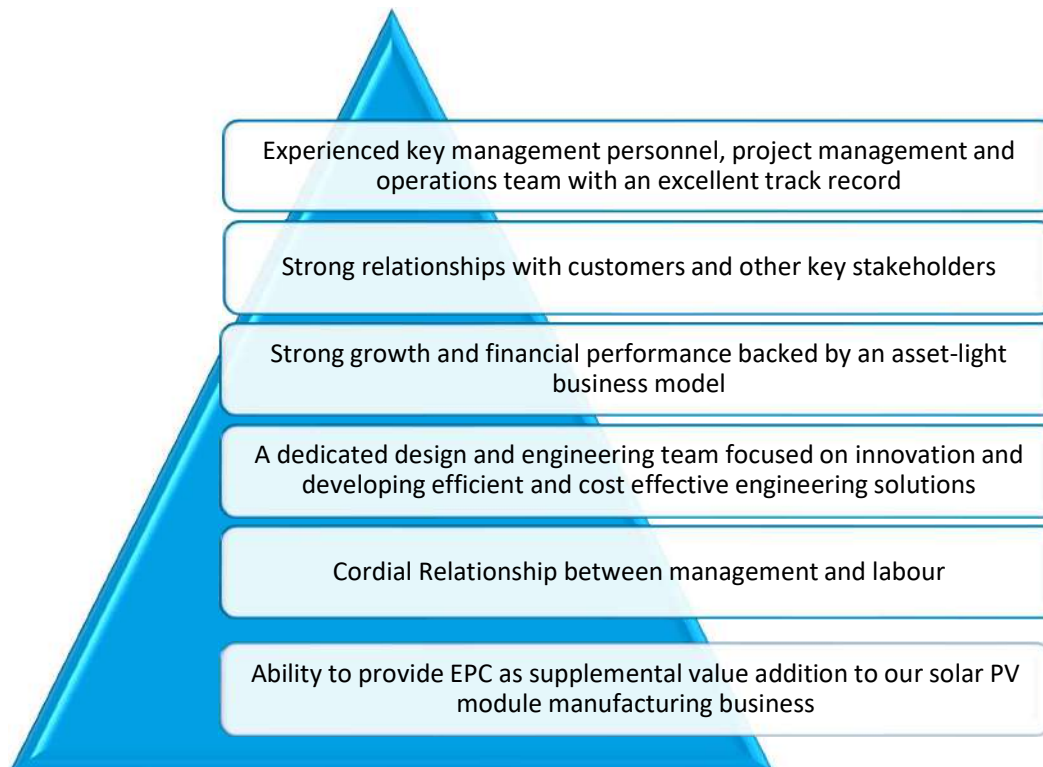 Experienced key management personnel, project management and
operations team with an excellent track record
Strong relationships with customers and other key stakeholders
Strong growth and financial performance backed by an asset-light
business model
A dedicated design and engineering team focused on innovation and
developing efficient and cost effective engineering solutions
Cordial Relationship between management and labour
Ability to provide EPC as supplemental value addition to our solar PV
module manufacturing business